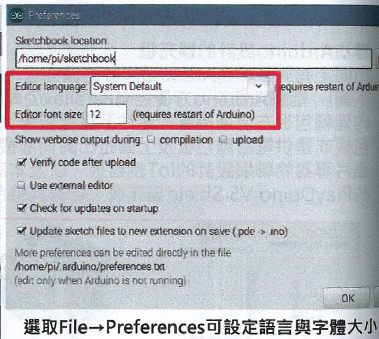 Preferences
Sketchbook location:
/home/pi/sketchbook
Editor language: System Default (requires restart of Ardui
Editor font size: 12 (requires restart of Arduino)
Show verbose output during: compilation upload
Verify code after upload
Use external editor
Check for updates on startup
Update sketch files to new extension on save (.pde -> .ino)
More preferences can be edited directly in the file
/home/pi/.arduino/preferences.txt
(edit only when Arduino is not running)
OK
選取File→Preferences可設定語言與字體大小